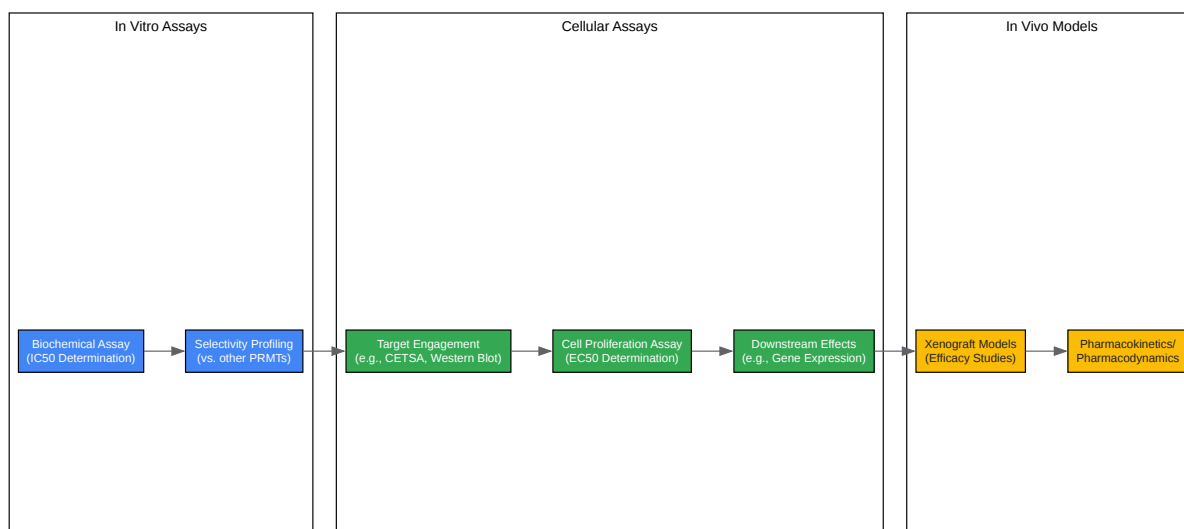 In Vitro Assays
Cellular Assays
In Vivo Models
Biochemical Assay
(IC50 Determination)
Selectivity Profiling
(vs. other PRMTs)
Target Engagement
(e.g., CETSA, Western Blot)
Cell Proliferation Assay
(EC50 Determination)
Downstream Effects
(e.g., Gene Expression)
Xenograft Models
(Efficacy Studies)
Pharmacokinetics/
Pharmacodynamics